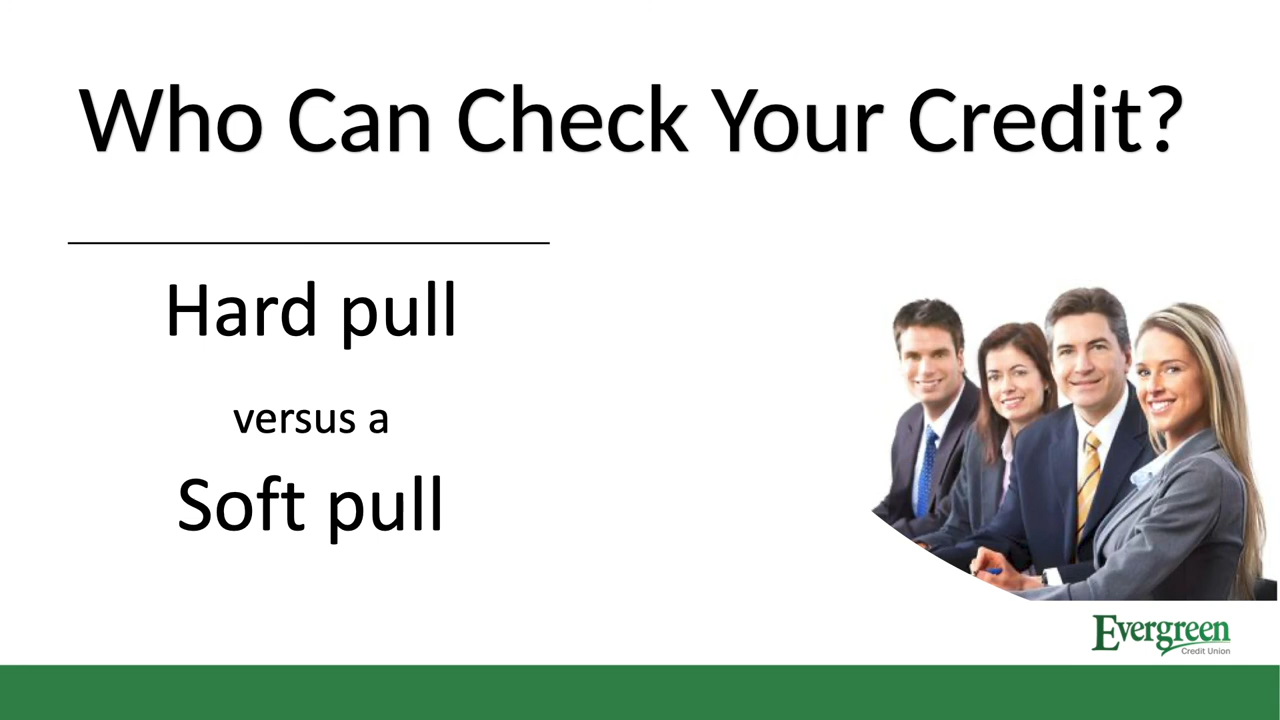 Who Can Check Your Credit?
Hard pull
versus a
Soft pull
Evergreen
Credit Union